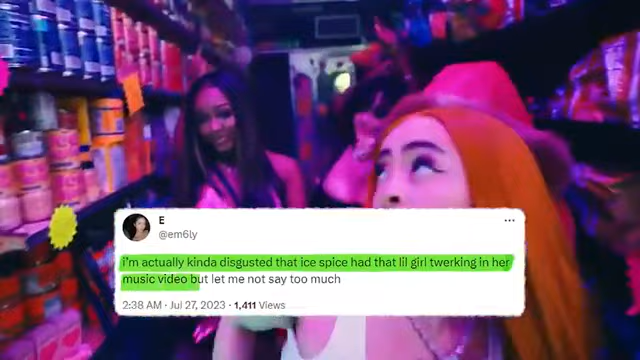 E
@em6ly
i'm actually kinda disgusted that ice spice had that lil girl twerking in her
music video but let me not say too much
2:38 AM · Jul 27, 2023 · 1,411 Views